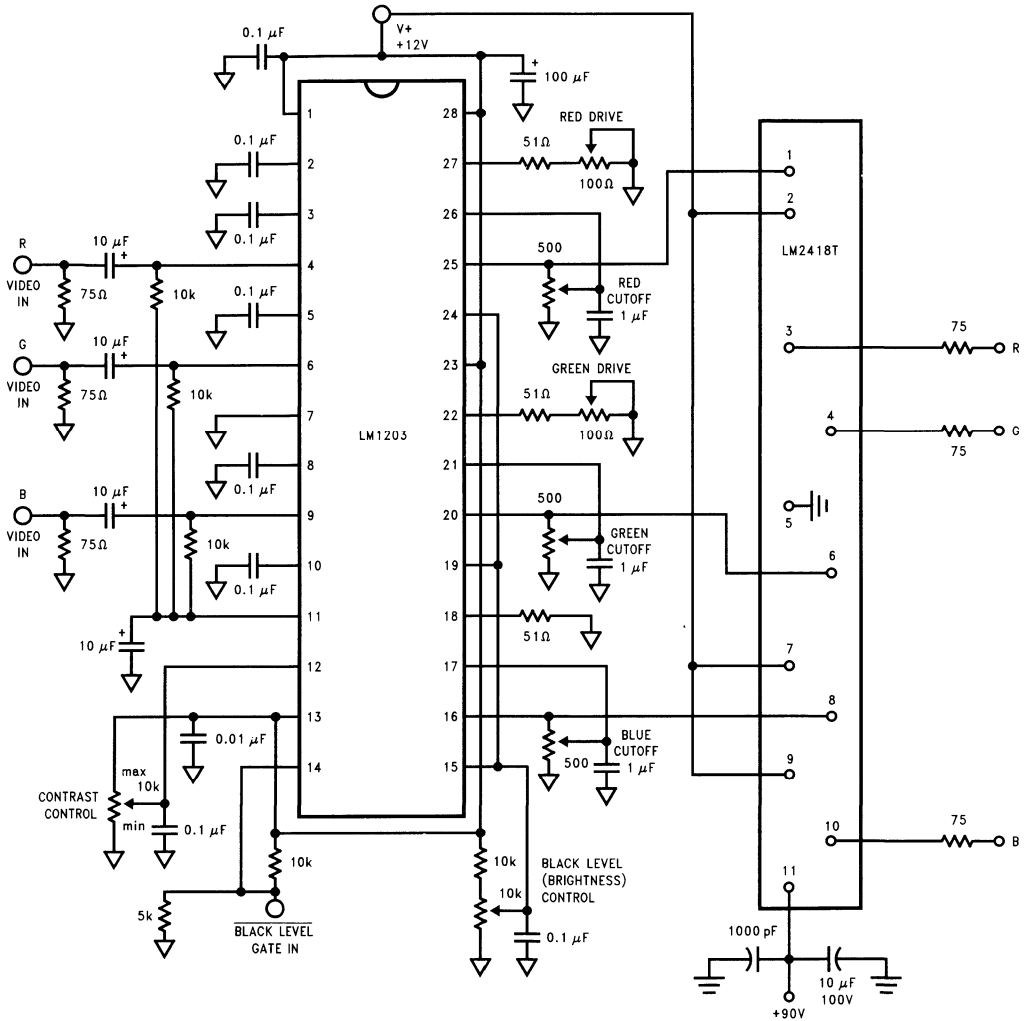 V+
+12V
0.1 μF
100 μF
1
28
RED DRIVE
51Ω
100Ω
0.1 μF
2
27
3
26
0.1 μF
R
VIDEO
IN
10 μF
+
75Ω
10k
4
25
500
RED
CUTOFF
1 μF
0.1 μF
5
24
G
VIDEO
IN
10 μF
+
75Ω
10k
6
23
GREEN DRIVE
51Ω
100Ω
7
22
LM1203
8
21
0.1 μF
B
VIDEO
IN
10 μF
+
75Ω
10k
9
20
500
GREEN
CUTOFF
1 μF
10
19
0.1 μF
11
18
51Ω
+
10 μF
12
17
13
16
0.01 μF
BLUE
CUTOFF
500
1 μF
14
15
max
10k
min
CONTRAST
CONTROL
0.1 μF
10k
5k
BLACK LEVEL
GATE IN
10k
10k
BLACK LEVEL
(BRIGHTNESS)
CONTROL
0.1 μF
+
1
2
LM2418T
3
75
R
4
75
G
5
6
7
8
9
10
75
B
11
1000 pF
10 μF
100V
+90V